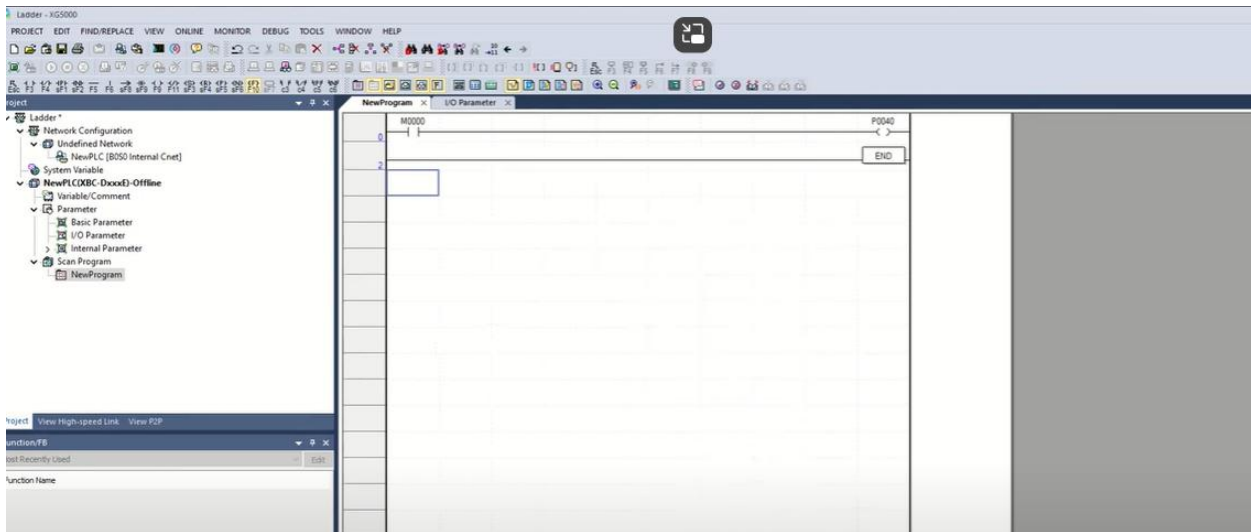 Ladder - XG5000
PROJECT EDIT FIND/REPLACE VIEW ONLINE MONITOR DEBUG TOOLS WINDOW HELP
roject
NewProgram
I/O Parameter
Ladder *
Network Configuration
Undefined Network
NewPLC [B0S0 Internal Cnet]
System Variable
NewPLC(XBC-DxxxE)-Offline
Variable/Comment
Parameter
Basic Parameter
I/O Parameter
Internal Parameter
Scan Program
NewProgram
M0000 P0040
0
END
2
Project View High-speed Link View P2P
unction/FB
ost Recently Used Edit
Function Name